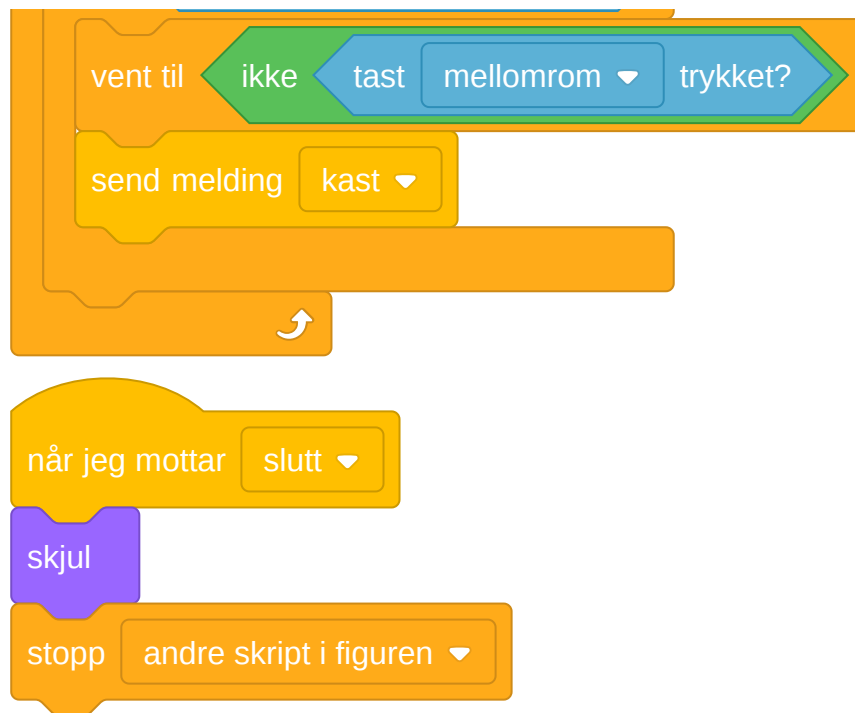 vent til ikke tast mellomrom trykket?
send melding kast
når jeg mottar slutt
skjul
stopp andre skript i figuren